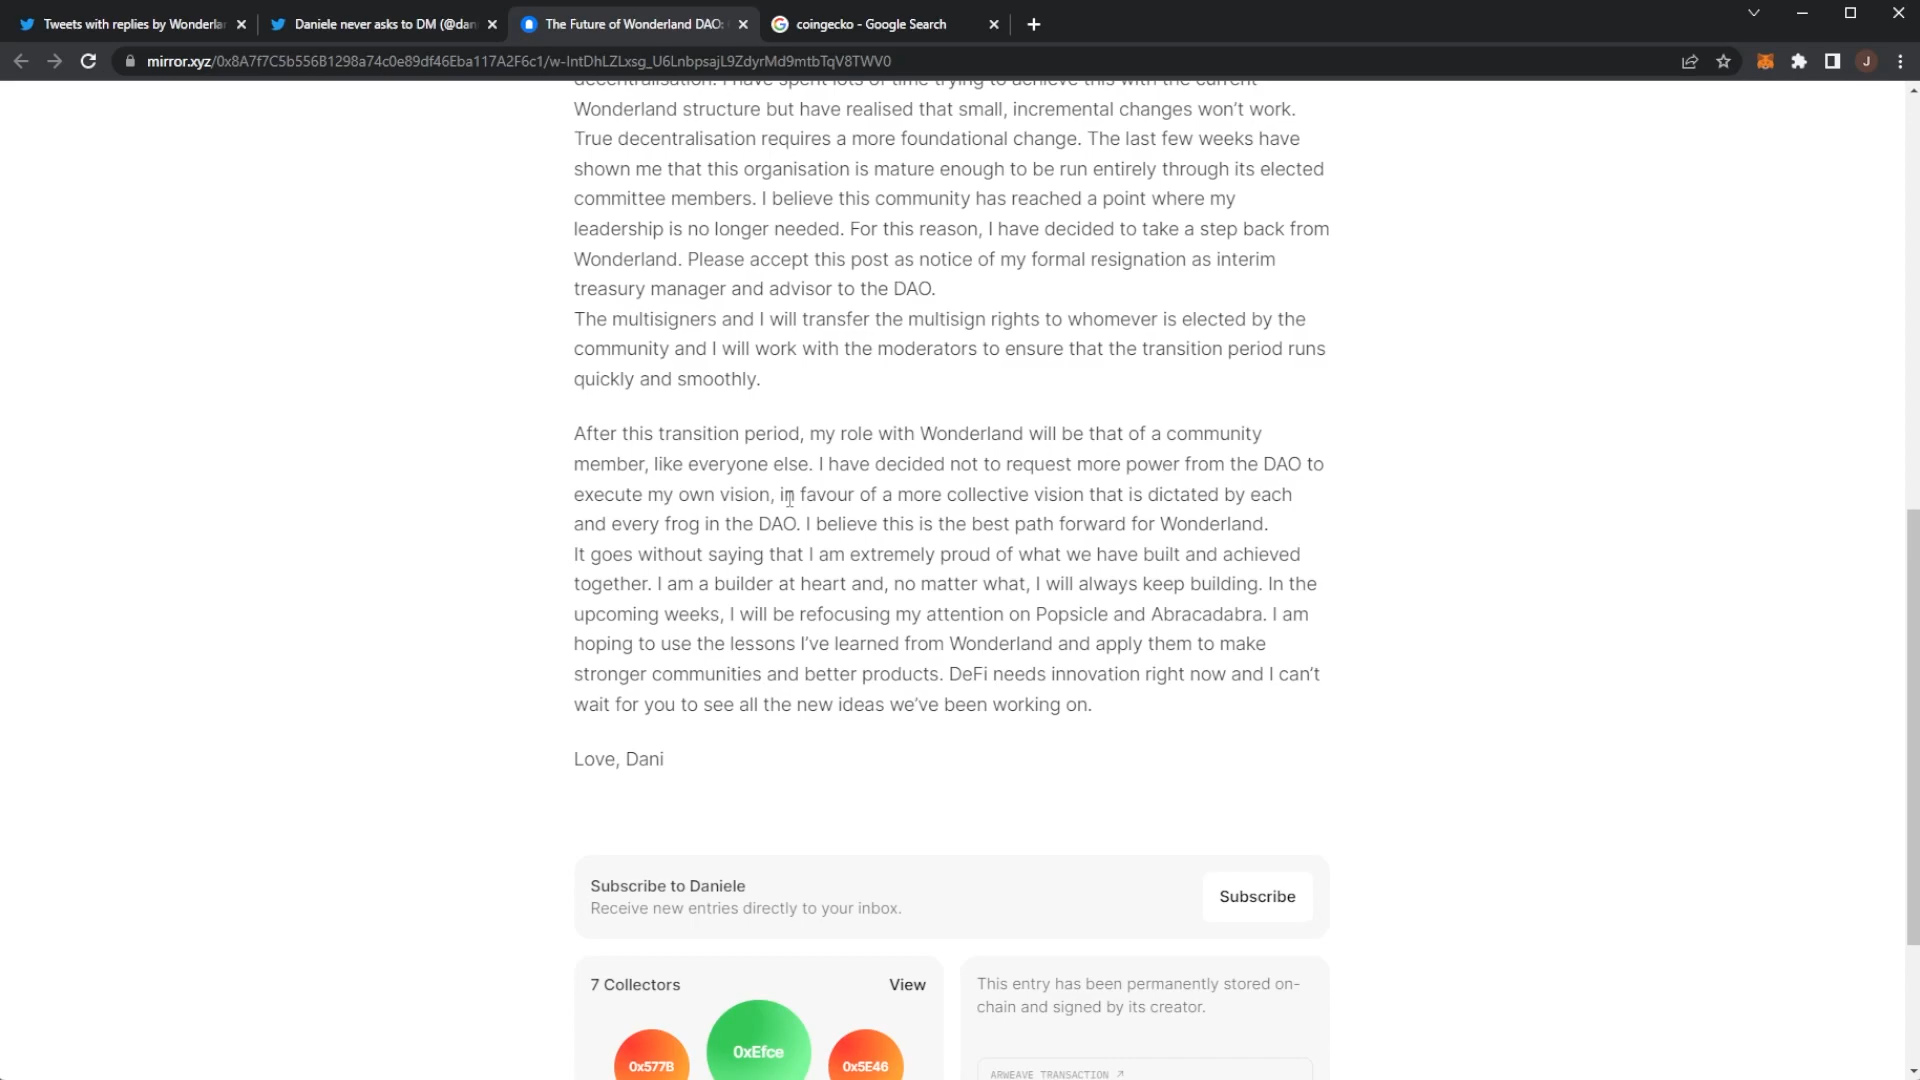 Tweets with replies by Wonderla
Daniele never asks to DM (@dan
The Future of Wonderland DAO:
coingecko - Google Search
mirror.xyz/0x8A7f7C5b556B1298a74c0e89df46Eba117A2F6c1/w-IntDhLZLxsg_U6LnbpsajL9ZdyrMd9mtbTqV8TWV0
J
decentralisation. I have spent lots of time trying to achieve this with the current
Wonderland structure but have realised that small, incremental changes won’t work.
True decentralisation requires a more foundational change. The last few weeks have
shown me that this organisation is mature enough to be run entirely through its elected
committee members. I believe this community has reached a point where my
leadership is no longer needed. For this reason, I have decided to take a step back from
Wonderland. Please accept this post as notice of my formal resignation as interim
treasury manager and advisor to the DAO.
The multisigners and I will transfer the multisign rights to whomever is elected by the
community and I will work with the moderators to ensure that the transition period runs
quickly and smoothly.
After this transition period, my role with Wonderland will be that of a community
member, like everyone else. I have decided not to request more power from the DAO to
execute my own vision, in favour of a more collective vision that is dictated by each
and every frog in the DAO. I believe this is the best path forward for Wonderland.
It goes without saying that I am extremely proud of what we have built and achieved
together. I am a builder at heart and, no matter what, I will always keep building. In the
upcoming weeks, I will be refocusing my attention on Popsicle and Abracadabra. I am
hoping to use the lessons I’ve learned from Wonderland and apply them to make
stronger communities and better products. DeFi needs innovation right now and I can’t
wait for you to see all the new ideas we’ve been working on.
Love, Dani
Subscribe to Daniele
Receive new entries directly to your inbox.
Subscribe
7 Collectors
View
0x577B
0xEfce
0x5E46
This entry has been permanently stored on-
chain and signed by its creator.
ARWEAVE TRANSACTION ↗